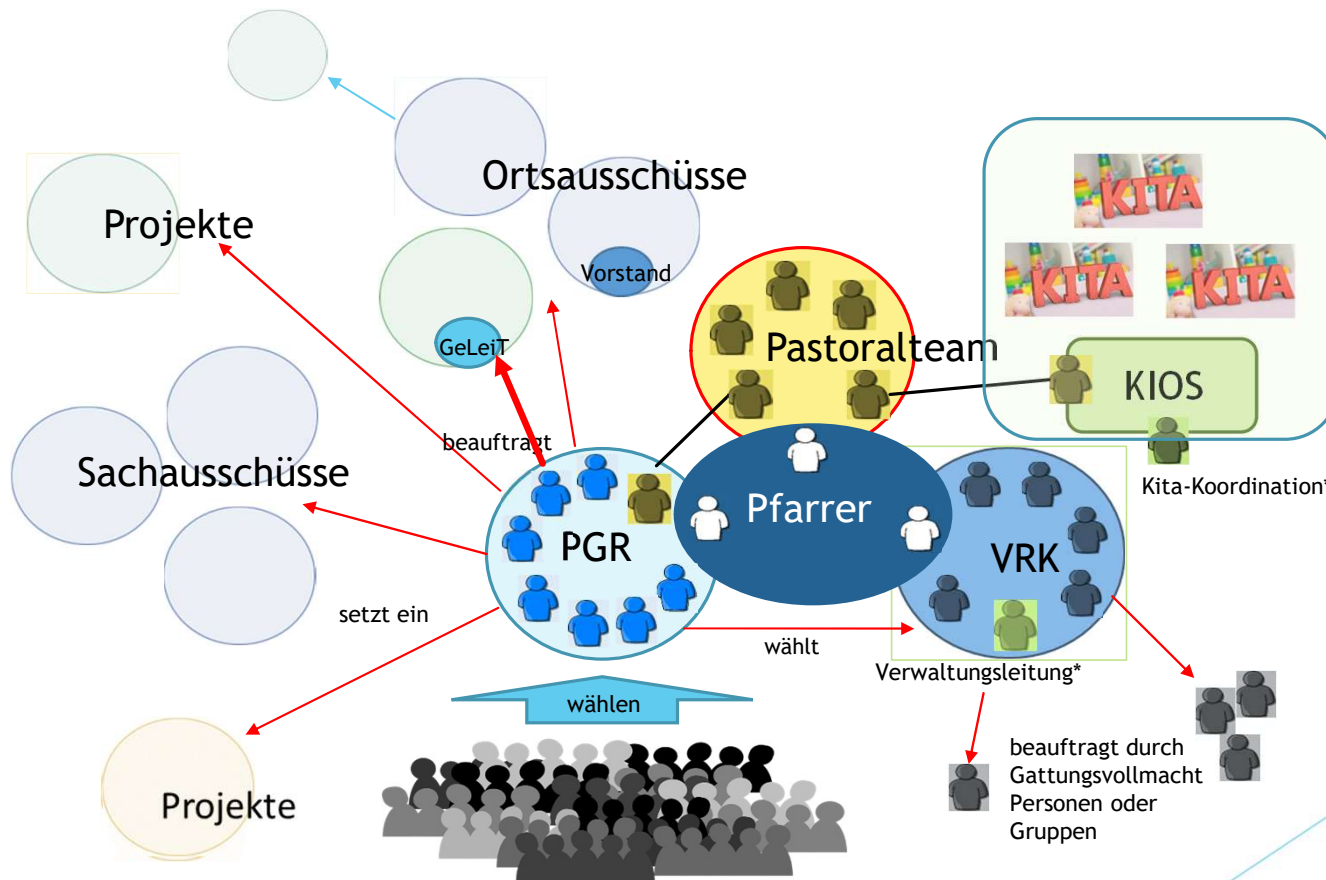 Ortsausschüsse
Projekte
KITA
KITA
KITA
Vorstand
GeLeiT
Pastoralteam
KIOS
beauftragt
Sachausschüsse
Kita-Koordination*
Pfarrer
PGR
VRK
setzt ein
wählt
Verwaltungsleitung*
wählen
beauftragt durch
Gattungsvollmacht
Personen oder
Gruppen
Projekte